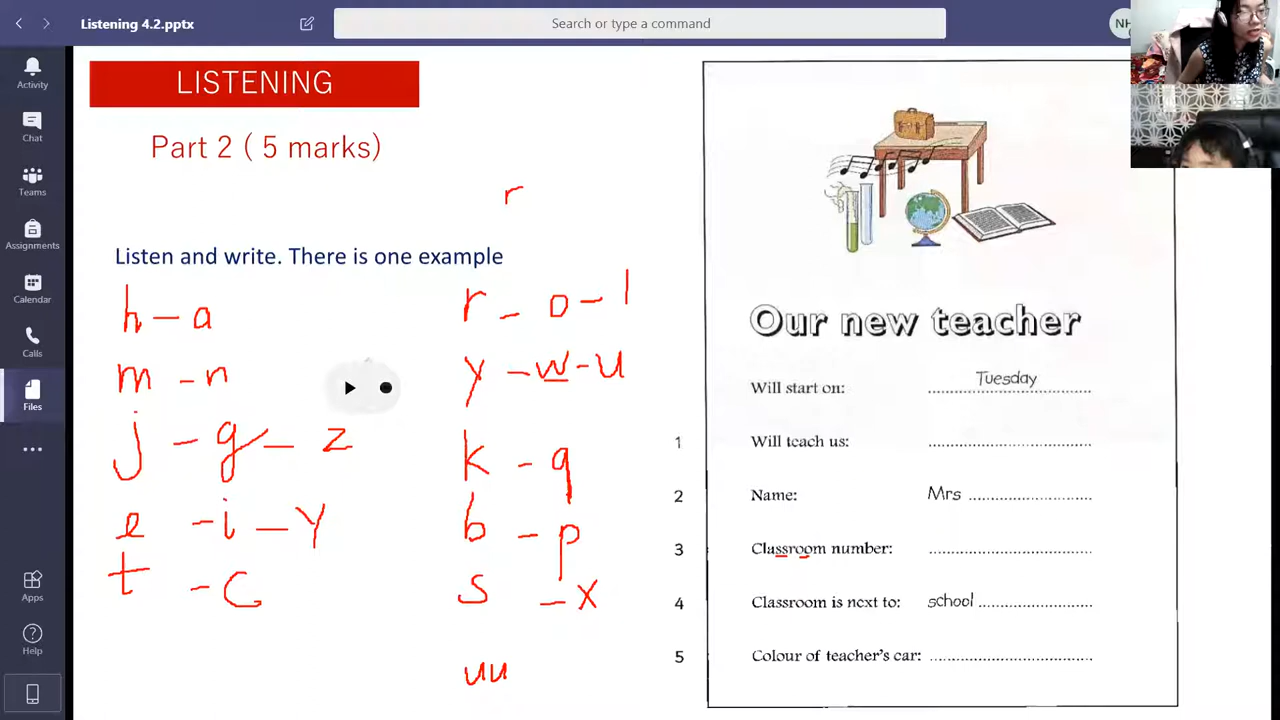 Listening 4.2.pptx
Search or type a command
NH
Activity
Chat
Teams
Assignments
Calendar
Calls
Files
Apps
Help
LISTENING
Part 2 ( 5 marks)
r
Listen and write. There is one example
h – a
m – n
j – g – z
e – i – Y
t – C
r – o – l
y – w – u
k – q
b – p
s – x
uu
Our new teacher
Will start on: Tuesday
1 Will teach us:
2 Name: Mrs
3 Classroom number:
4 Classroom is next to: school
5 Colour of teacher's car: